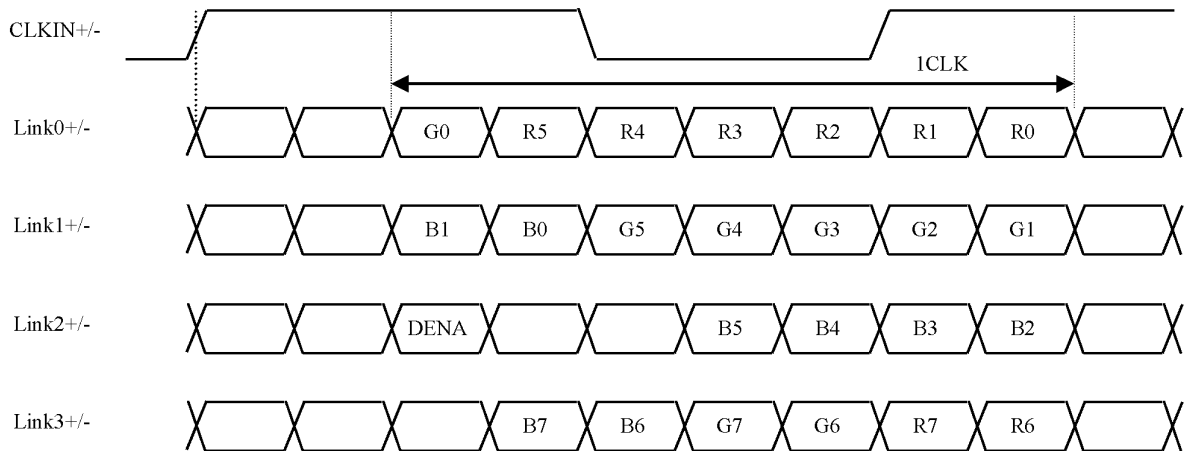 CLKIN+/-
1CLK
Link0+/- G0 R5 R4 R3 R2 R1 R0
Link1+/- B1 B0 G5 G4 G3 G2 G1
Link2+/- DENA B5 B4 B3 B2
Link3+/- B7 B6 G7 G6 R7 R6